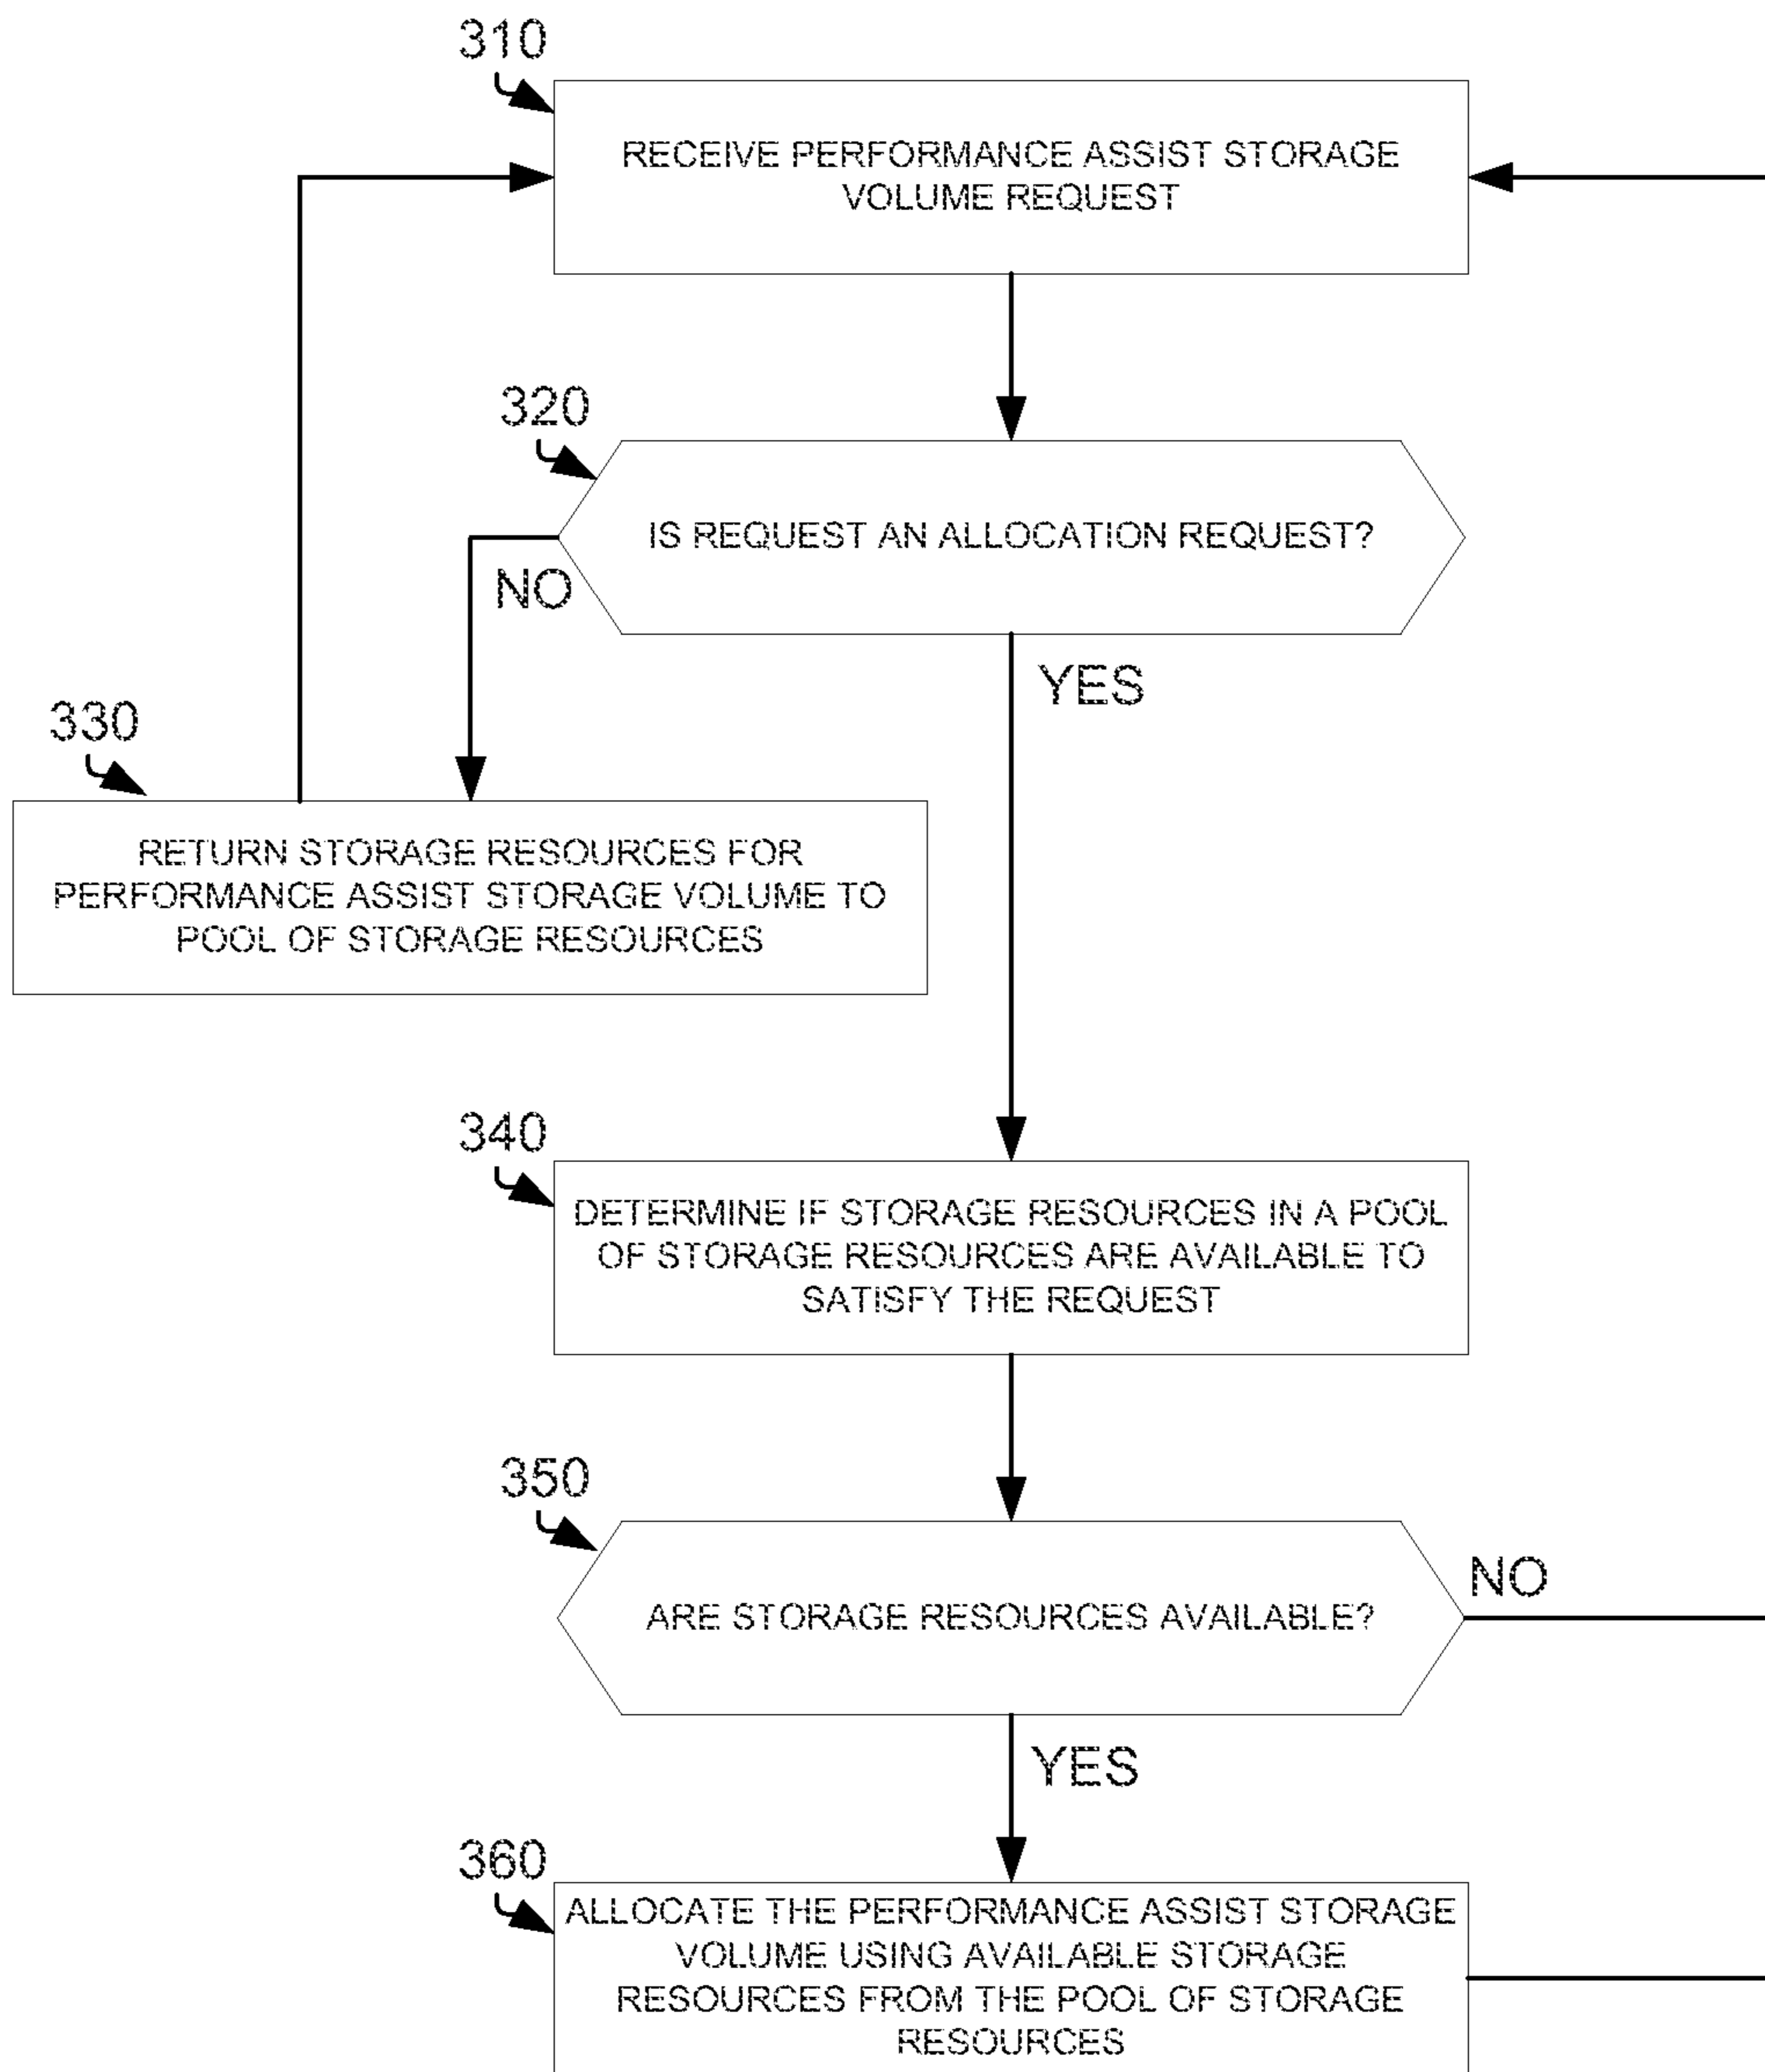 310
RECEIVE PERFORMANCE ASSIST STORAGE
VOLUME REQUEST
320
IS REQUEST AN ALLOCATION REQUEST?
NO
YES
330
RETURN STORAGE RESOURCES FOR
PERFORMANCE ASSIST STORAGE VOLUME TO
POOL OF STORAGE RESOURCES
340
DETERMINE IF STORAGE RESOURCES IN A POOL
OF STORAGE RESOURCES ARE AVAILABLE TO
SATISFY THE REQUEST
350
ARE STORAGE RESOURCES AVAILABLE?
NO
YES
360
ALLOCATE THE PERFORMANCE ASSIST STORAGE
VOLUME USING AVAILABLE STORAGE
RESOURCES FROM THE POOL OF STORAGE
RESOURCES